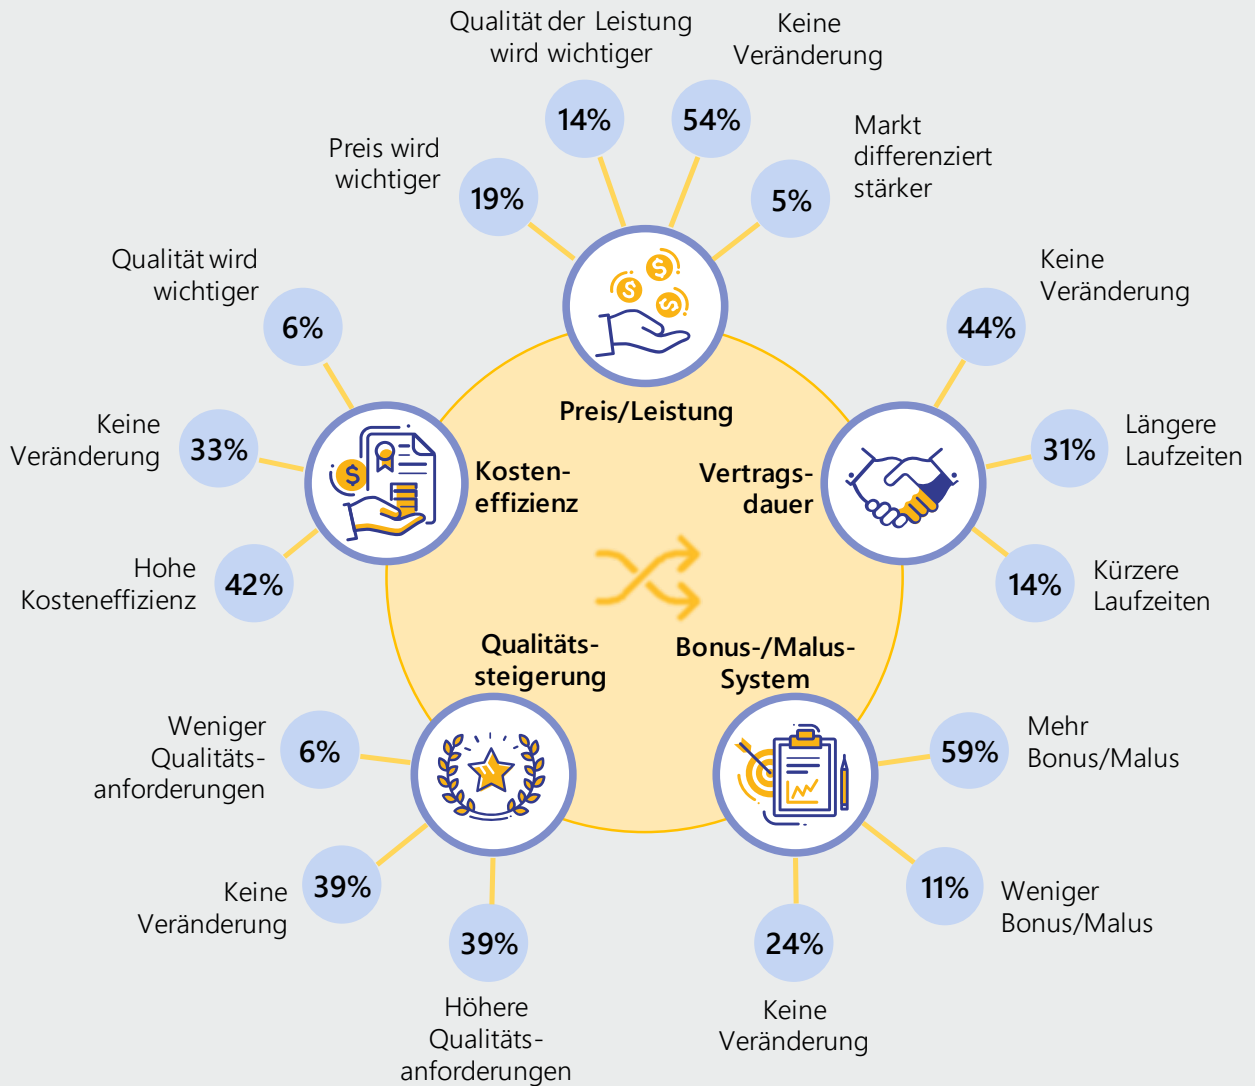 Qualität der Leistung
wird wichtiger
14%
Keine
Veränderung
54%
Preis wird
wichtiger
19%
Markt
differenziert
stärker
5%
Preis/Leistung
Keine
Veränderung
44%
Längere
Laufzeiten
31%
Kürzere
Laufzeiten
14%
Vertrags-
dauer
Mehr
Bonus/Malus
59%
Weniger
Bonus/Malus
11%
Keine
Veränderung
24%
Bonus-/Malus-
System
Höhere
Qualitäts-
anforderungen
39%
Keine
Veränderung
39%
Weniger
Qualitäts-
anforderungen
6%
Qualitäts-
steigerung
Hohe
Kosteneffizienz
42%
Keine
Veränderung
33%
Qualität wird
wichtiger
6%
Kosten-
effizienz